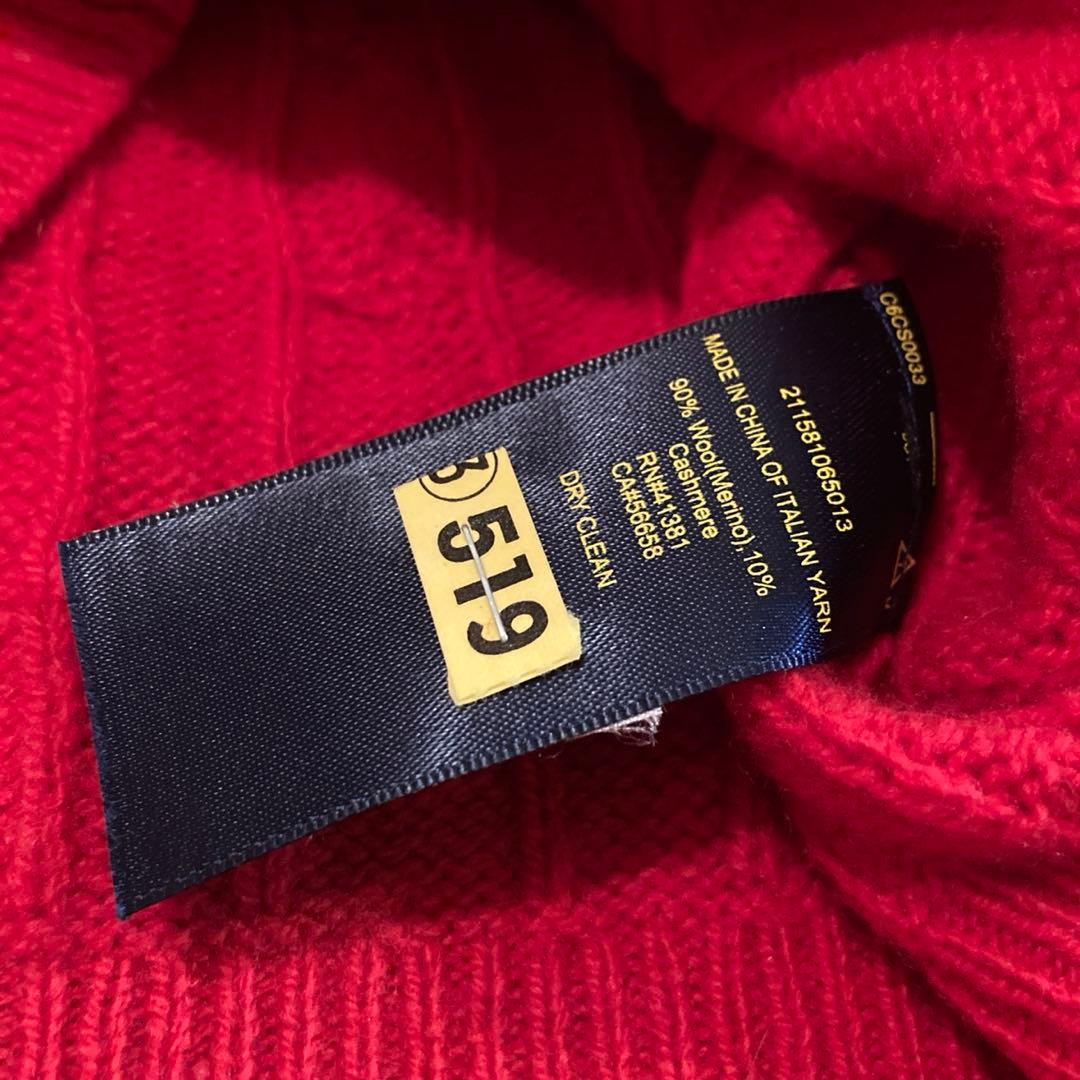 C6CS0033
211581065013
MADE IN CHINA OF ITALIAN YARN
90% Wool(Merino),10%
Cashmere
RN#41381
CA#56658
DRY CLEAN
3
519